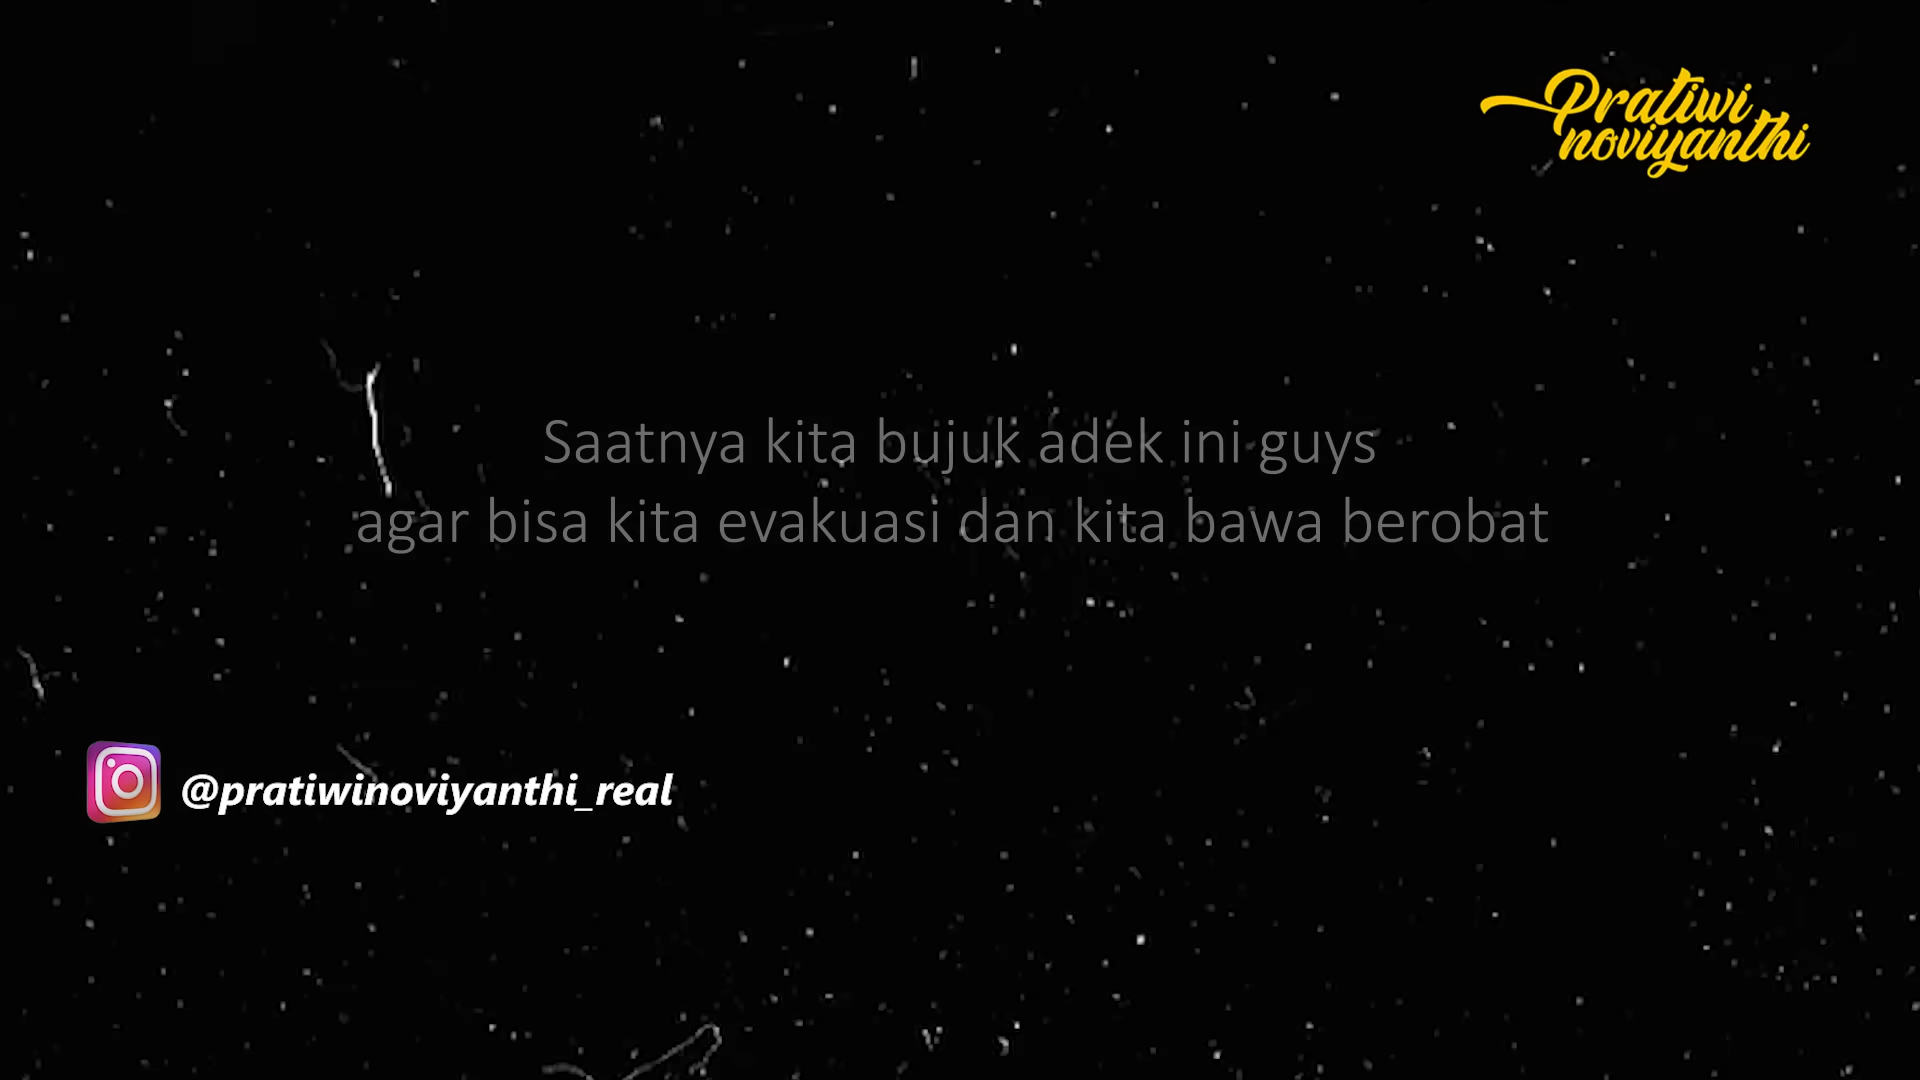 Pratiwi
noviyanthi
Saatnya kita bujuk adek ini guys
agar bisa kita evakuasi dan kita bawa berobat
@pratiwinoviyanthi_real